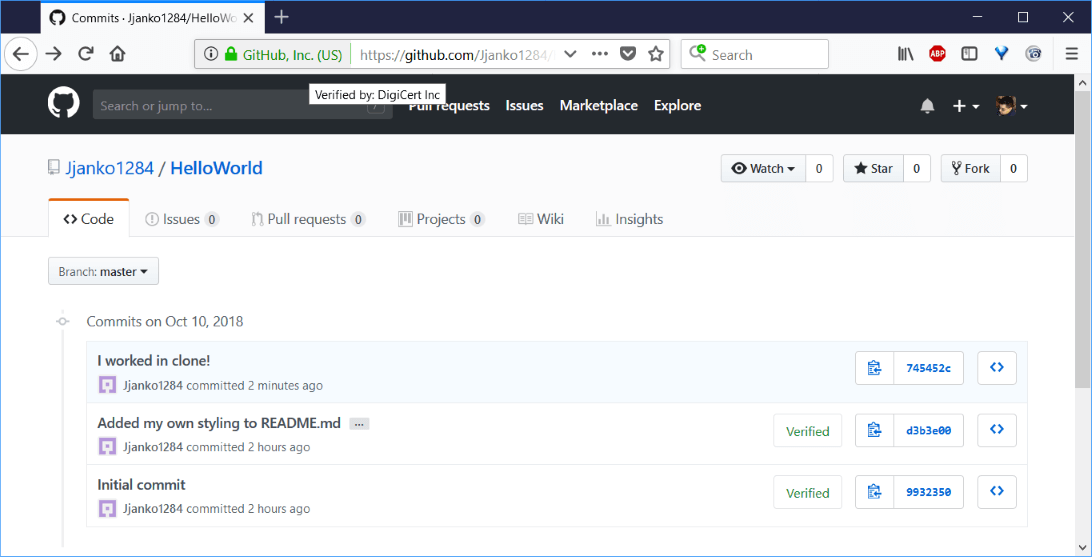 Commits · Jjanko1284/HelloWo
GitHub, Inc. (US) https://github.com/Jjanko1284/
Search
ABP
Verified by: DigiCert Inc
Search or jump to... / Pull requests Issues Marketplace Explore
Jjanko1284 / HelloWorld
Watch 0 Star 0 Fork 0
Code Issues 0 Pull requests 0 Projects 0 Wiki Insights
Branch: master
Commits on Oct 10, 2018
I worked in clone!
745452c
Jjanko1284 committed 2 minutes ago
Added my own styling to README.md ...
Verified d3b3e00
Jjanko1284 committed 2 hours ago
Initial commit
Verified 9932350
Jjanko1284 committed 2 hours ago